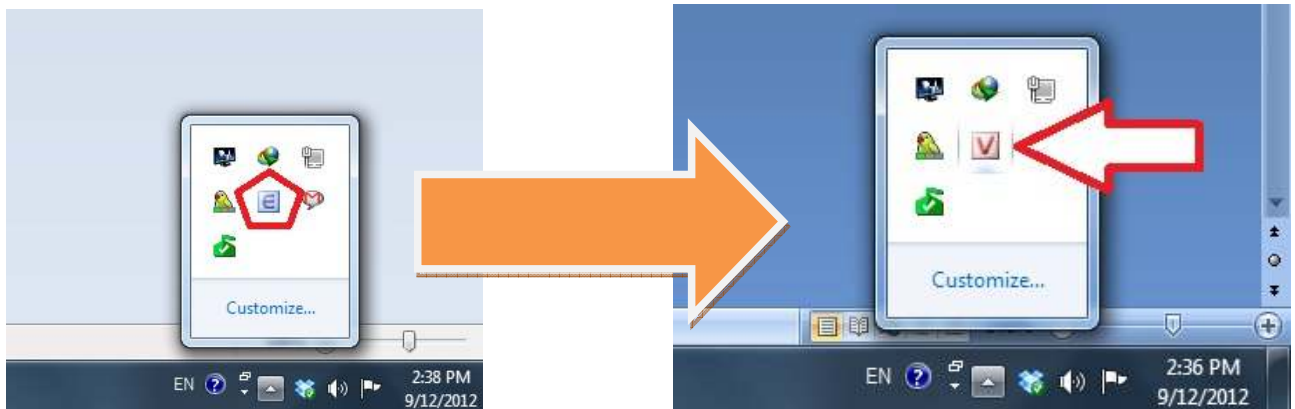 E
Customize...
EN
2:38 PM
9/12/2012
V
Customize...
EN
2:36 PM
9/12/2012